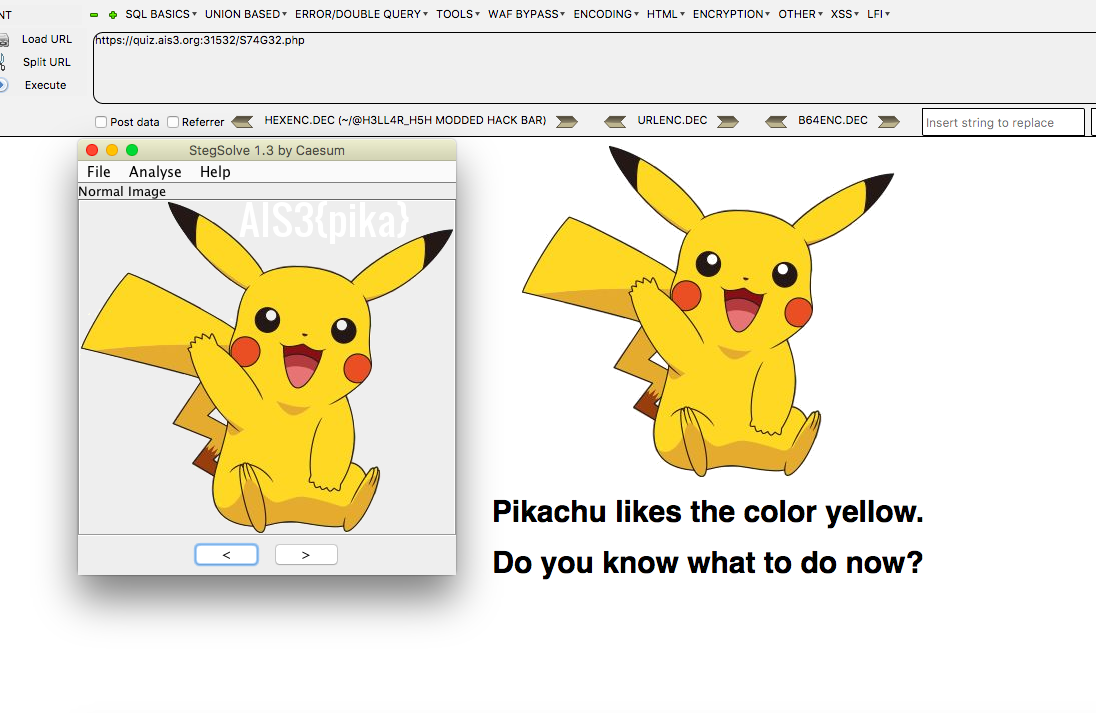 NT
SQL BASICS UNION BASED ERROR/DOUBLE QUERY TOOLS WAF BYPASS ENCODING HTML ENCRYPTION OTHER XSS LFI
Load URL
https://quiz.ais3.org:31532/S74G32.php
Split URL
Execute
Post data Referrer HEXENC.DEC (~/@H3LL4R_H5H MODDED HACK BAR) URLENC.DEC B64ENC.DEC Insert string to replace
StegSolve 1.3 by Caesum
File Analyse Help
Normal Image
AIS3{pika}
< >
Pikachu likes the color yellow.
Do you know what to do now?